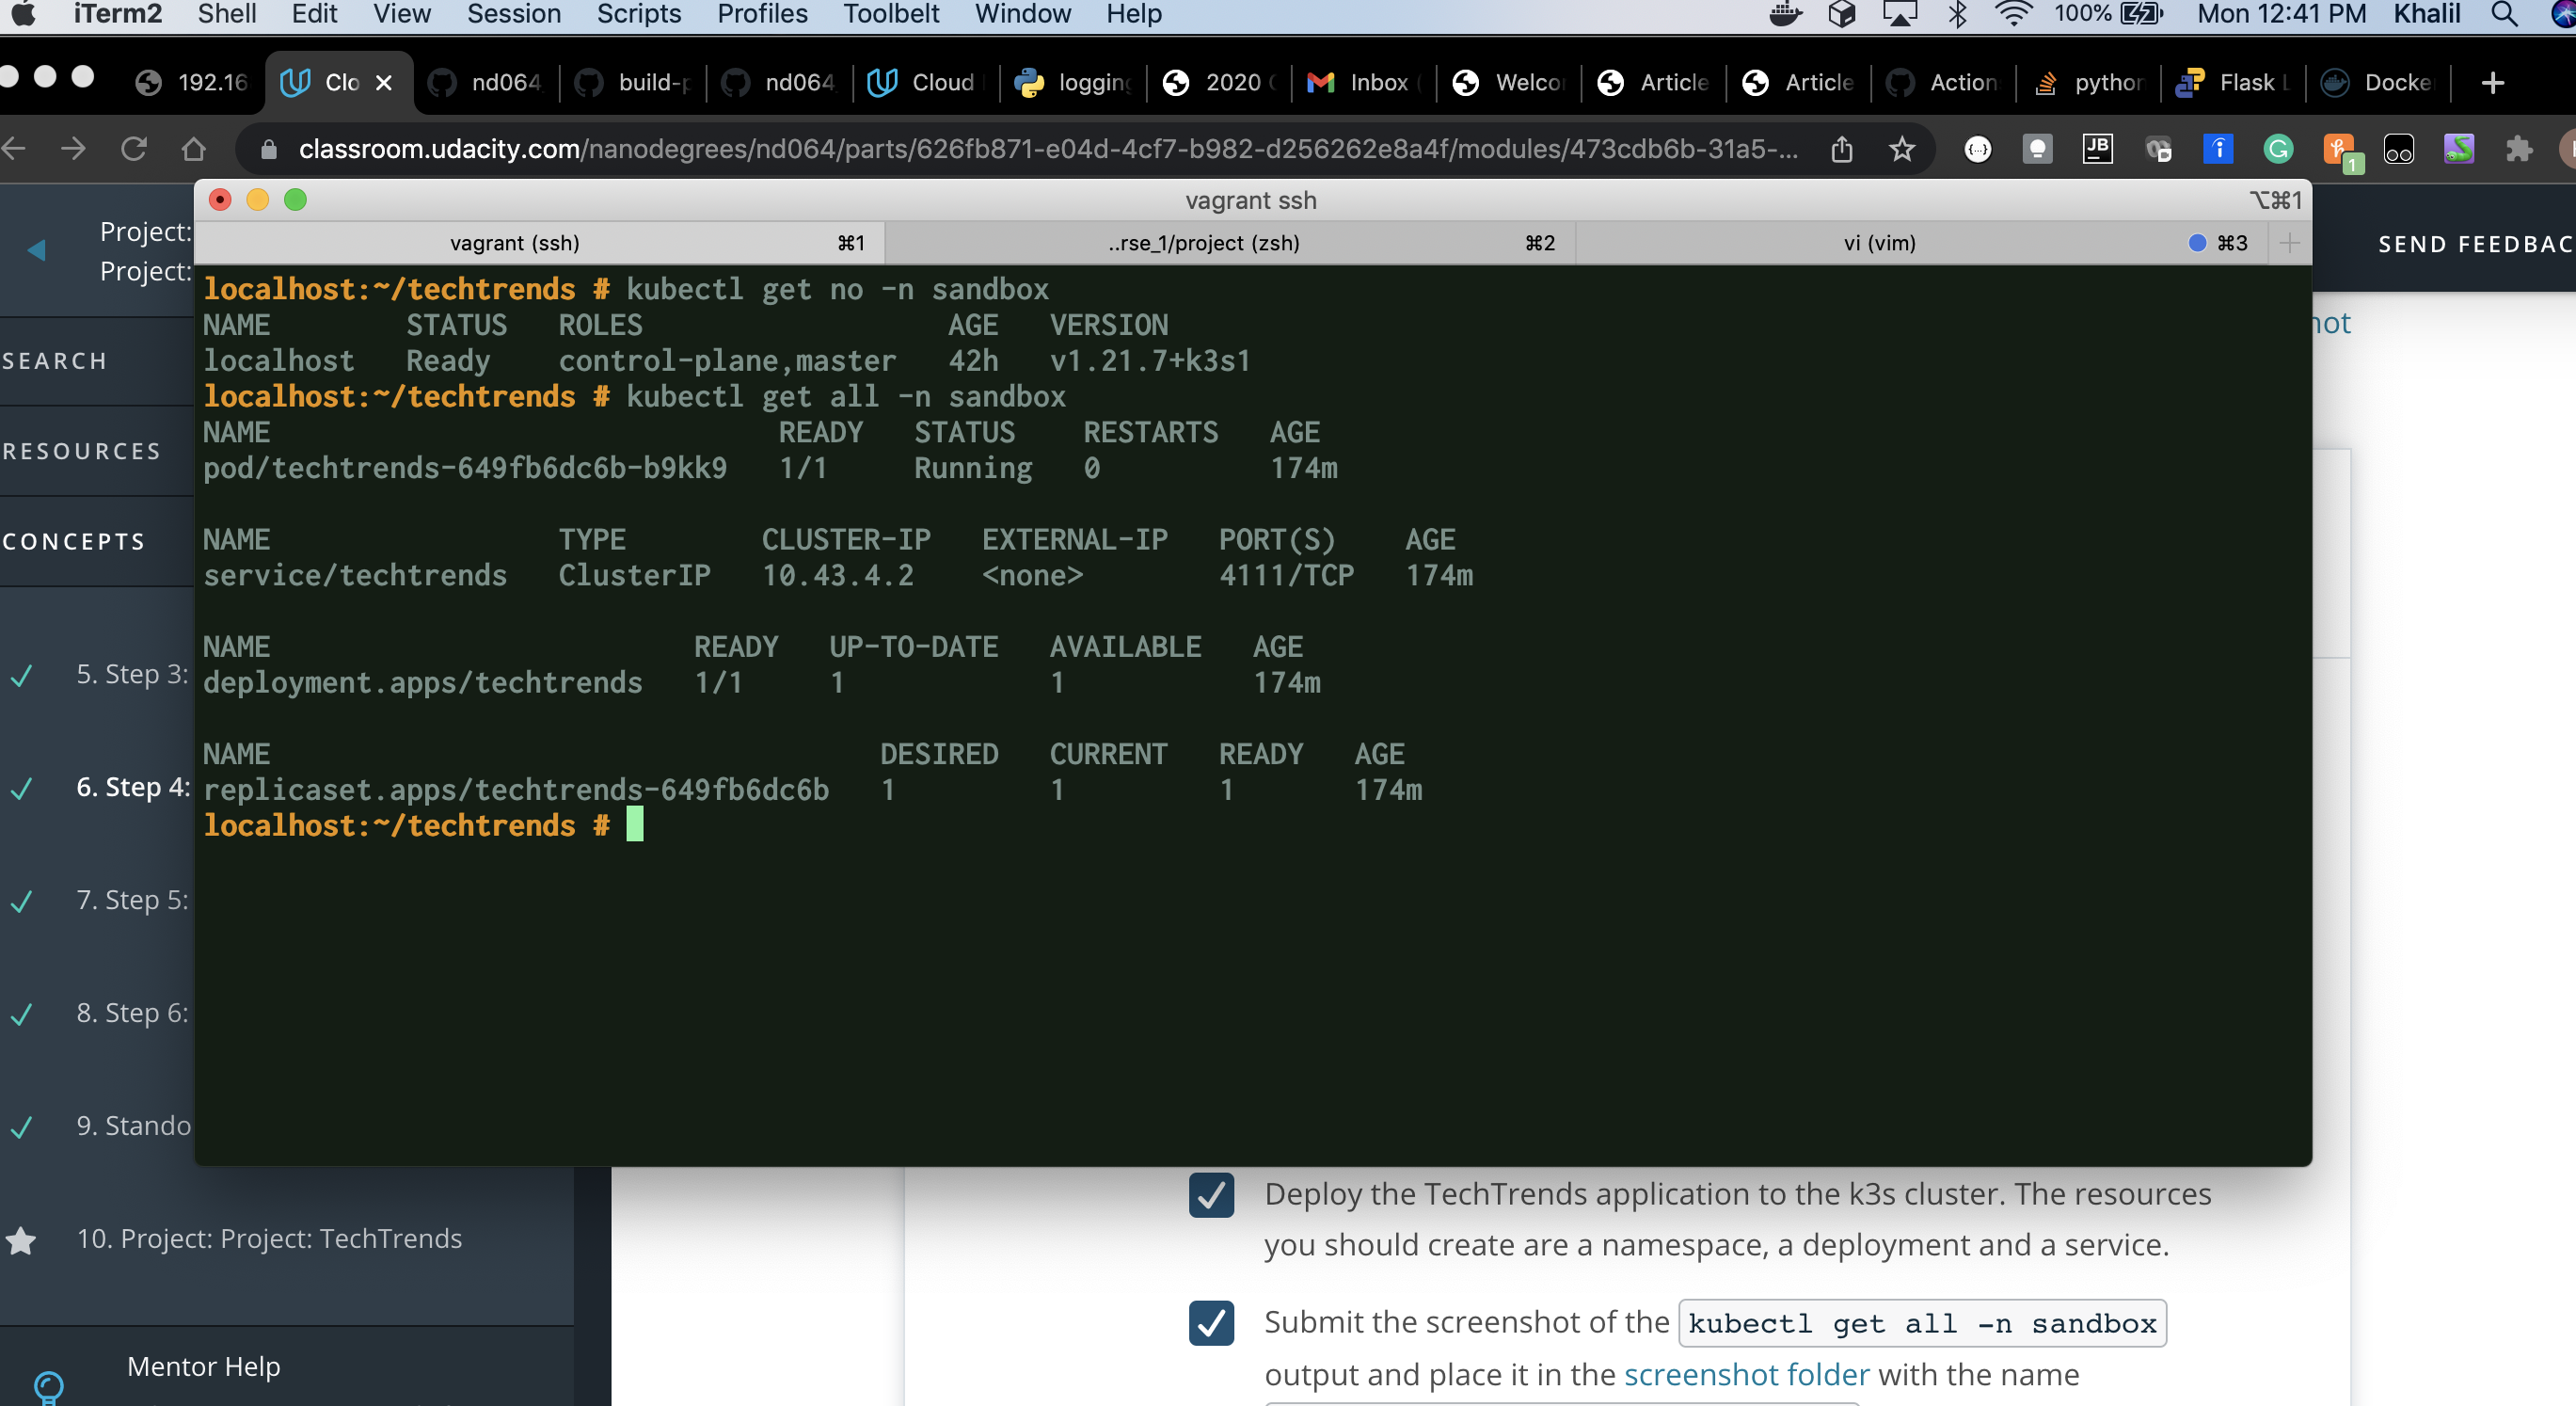 iTerm2 Shell Edit View Session Scripts Profiles Toolbelt Window Help 100% Mon 12:41 PM Khalil
192.16 Clo nd064 build-p nd064 Cloud logging 2020 Inbox Welco Article Article Action python Flask Docke
classroom.udacity.com/nanodegrees/nd064/parts/626fb871-e04d-4cf7-b982-d256262e8a4f/modules/473cdb6b-31a5-...
JB
1
vagrant ssh ⌥⌘1
vagrant (ssh) ⌘1 ..rse_1/project (zsh) ⌘2 vi (vim) ⌘3
Project:
Project:
SEND FEEDBAC
SEARCH
RESOURCES
CONCEPTS
5. Step 3:
6. Step 4:
7. Step 5:
8. Step 6:
9. Stando
10. Project: Project: TechTrends
Mentor Help
localhost:~/techtrends # kubectl get no -n sandbox
NAME STATUS ROLES AGE VERSION
localhost Ready control-plane,master 42h v1.21.7+k3s1
localhost:~/techtrends # kubectl get all -n sandbox
NAME READY STATUS RESTARTS AGE
pod/techtrends-649fb6dc6b-b9kk9 1/1 Running 0 174m
NAME TYPE CLUSTER-IP EXTERNAL-IP PORT(S) AGE
service/techtrends ClusterIP 10.43.4.2 <none> 4111/TCP 174m
NAME READY UP-TO-DATE AVAILABLE AGE
deployment.apps/techtrends 1/1 1 1 174m
NAME DESIRED CURRENT READY AGE
replicaset.apps/techtrends-649fb6dc6b 1 1 1 174m
localhost:~/techtrends #
Deploy the TechTrends application to the k3s cluster. The resources
you should create are a namespace, a deployment and a service.
Submit the screenshot of the kubectl get all -n sandbox
output and place it in the screenshot folder with the name